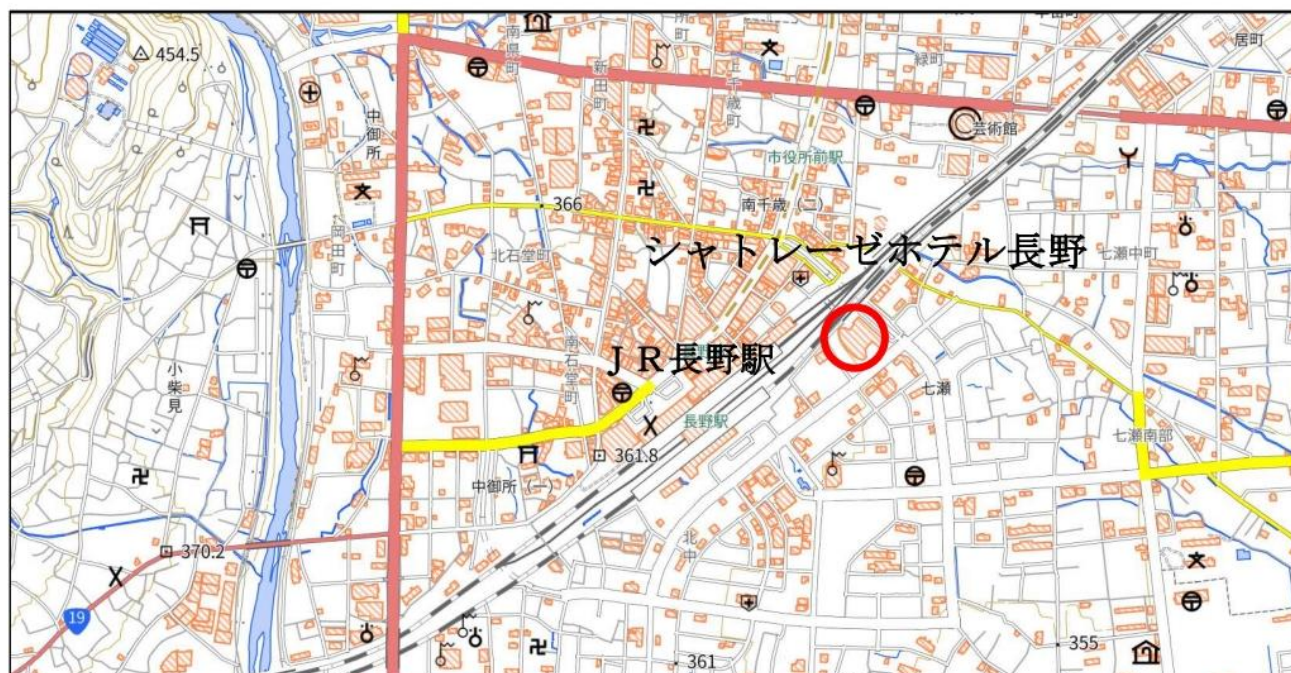 454.5
南県町
新田町
上千歳町
緑町
居町
中御所
芸術館
市役所前駅
366
南千歳(二)
岡田町
北石堂町
シャトレーゼホテル長野
七瀬中町
南石堂町
JR長野駅
小柴見
七瀬
長野駅
七瀬南部
361.8
中御所(一)
北中
370.2
19
361
355